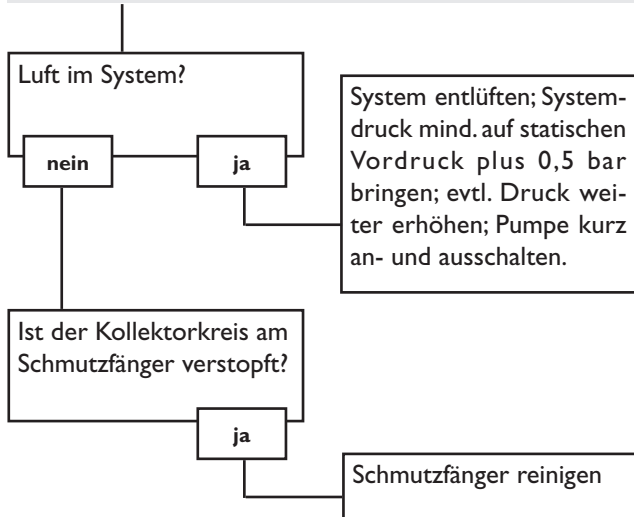 Luft im System?
nein
ja
System entlüften; System-
druck mind. auf statischen
Vordruck plus 0,5 bar
bringen; evtl. Druck wei-
ter erhöhen; Pumpe kurz
an- und ausschalten.
Ist der Kollektorkreis am
Schmutzfänger verstopft?
ja
Schmutzfänger reinigen